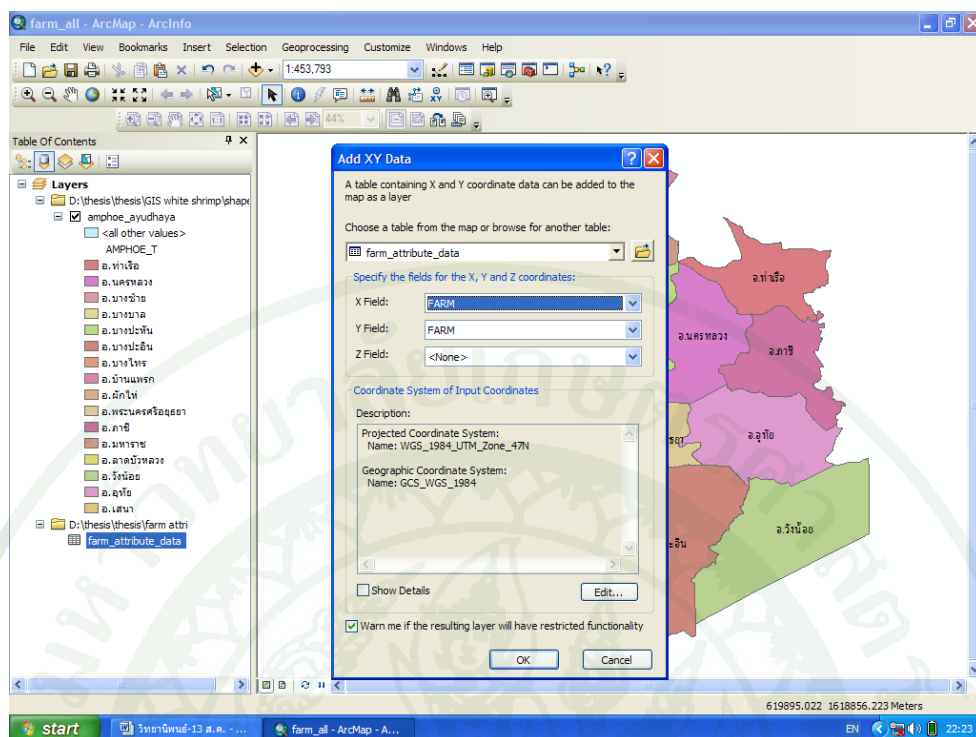 farm_all - ArcMap - ArcInfo
File Edit View Bookmarks Insert Selection Geoprocessing Customize Windows Help
1:453,793
44%
Table Of Contents
Layers
D:\thesis\thesis\GIS white shrimp\shape
amphoe_ayudhaya
<all other values>
AMPHOE_T
อ.ท่าเรือ
อ.นครหลวง
อ.บางซ้าย
อ.บางบาล
อ.บางปะหัน
อ.บางปะอิน
อ.บางไทร
อ.บ้านแพรก
อ.ผักไห่
อ.พระนครศรีอยุธยา
อ.ภาชี
อ.มหาราช
อ.ลาดบัวหลวง
อ.วังน้อย
อ.อุทัย
อ.เสนา
D:\thesis\thesis\farm attri
farm_attribute_data
Add XY Data
A table containing X and Y coordinate data can be added to the
map as a layer
Choose a table from the map or browse for another table:
farm_attribute_data
Specify the fields for the X, Y and Z coordinates:
X Field: FARM
Y Field: FARM
Z Field: <None>
Coordinate System of Input Coordinates
Description:
Projected Coordinate System:
Name: WGS_1984_UTM_Zone_47N
Geographic Coordinate System:
Name: GCS_WGS_1984
Show Details
Edit...
Warn me if the resulting layer will have restricted functionality
OK Cancel
อ.ท่าเรือ
อ.นครหลวง
อ.ภาชี
อ.อุทัย
อ.วังน้อย
619895.022 1618856.223 Meters
start
วิทยานิพนธ์-13 ส.ค. - ...
farm_all - ArcMap - A...
EN
22:23